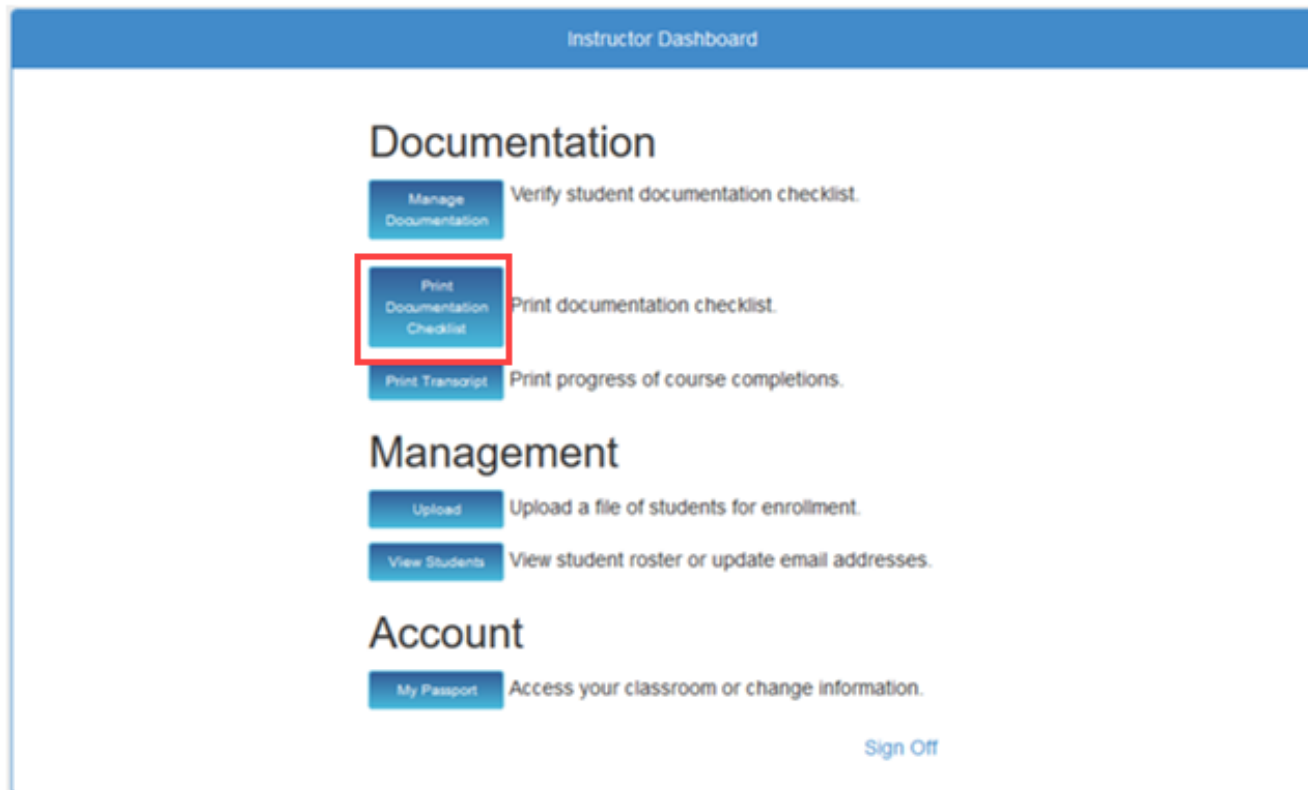 Instructor Dashboard
Documentation
Manage
Documentation
Verify student documentation checklist.
Print
Documentation
Checklist
Print documentation checklist.
Print Transcript
Print progress of course completions.
Management
Upload
Upload a file of students for enrollment.
View Students
View student roster or update email addresses.
Account
My Passport
Access your classroom or change information.
Sign Off